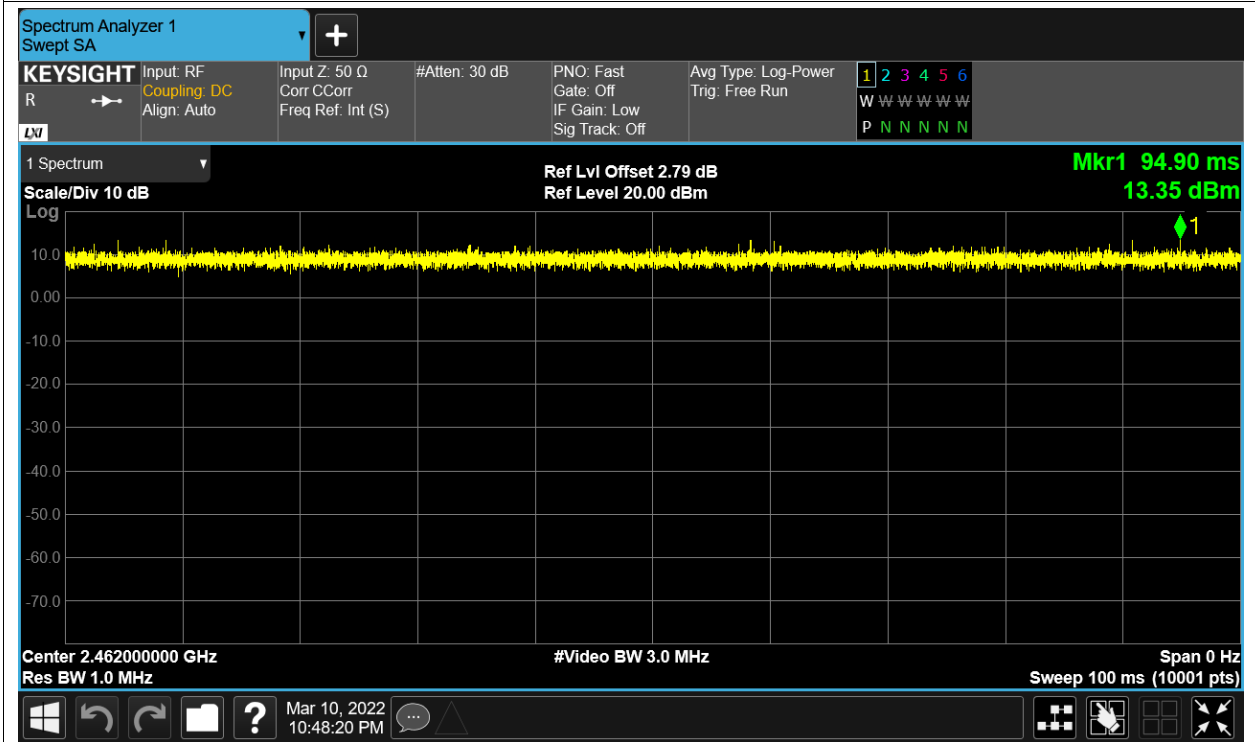 Spectrum Analyzer 1
Swept SA
KEYSIGHT
R
LXI
Input: RF
Coupling: DC
Align: Auto
Input Z: 50 Ω
Corr CCorr
Freq Ref: Int (S)
#Atten: 30 dB
PNO: Fast
Gate: Off
IF Gain: Low
Sig Track: Off
Avg Type: Log-Power
Trig: Free Run
1 2 3 4 5 6
W W W W W W
P N N N N N
1 Spectrum
Scale/Div 10 dB
Log
Ref Lvl Offset 2.79 dB
Ref Level 20.00 dBm
Mkr1 94.90 ms
13.35 dBm
1
10.0
0.00
-10.0
-20.0
-30.0
-40.0
-50.0
-60.0
-70.0
Center 2.462000000 GHz
Res BW 1.0 MHz
#Video BW 3.0 MHz
Span 0 Hz
Sweep 100 ms (10001 pts)
?
Mar 10, 2022
10:48:20 PM